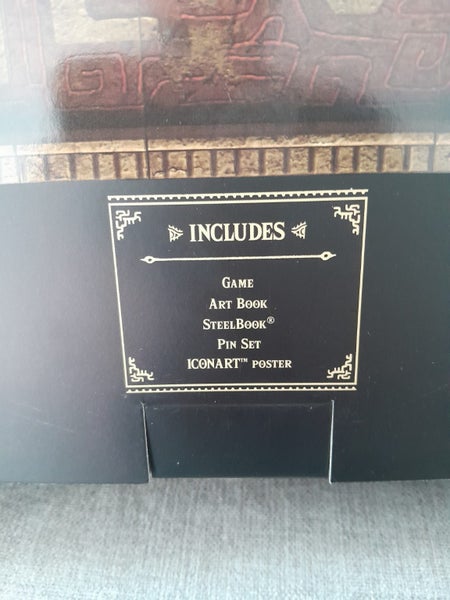 INCLUDES
GAME
ART BOOK
STEELBOOK®
PIN SET
ICONART™ POSTER